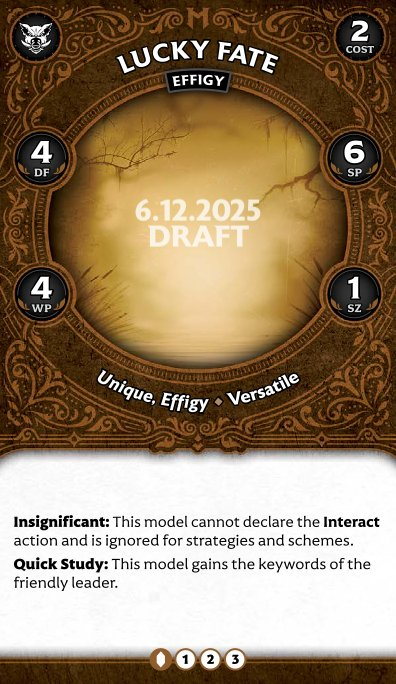 LUCKY FATE
EFFIGY
2
COST
4
DF
6
SP
6.12.2025
DRAFT
4
WP
1
SZ
Unique, Effigy ◆ Versatile
Insignificant: This model cannot declare the Interact
action and is ignored for strategies and schemes.
Quick Study: This model gains the keywords of the
friendly leader.
1 2 3